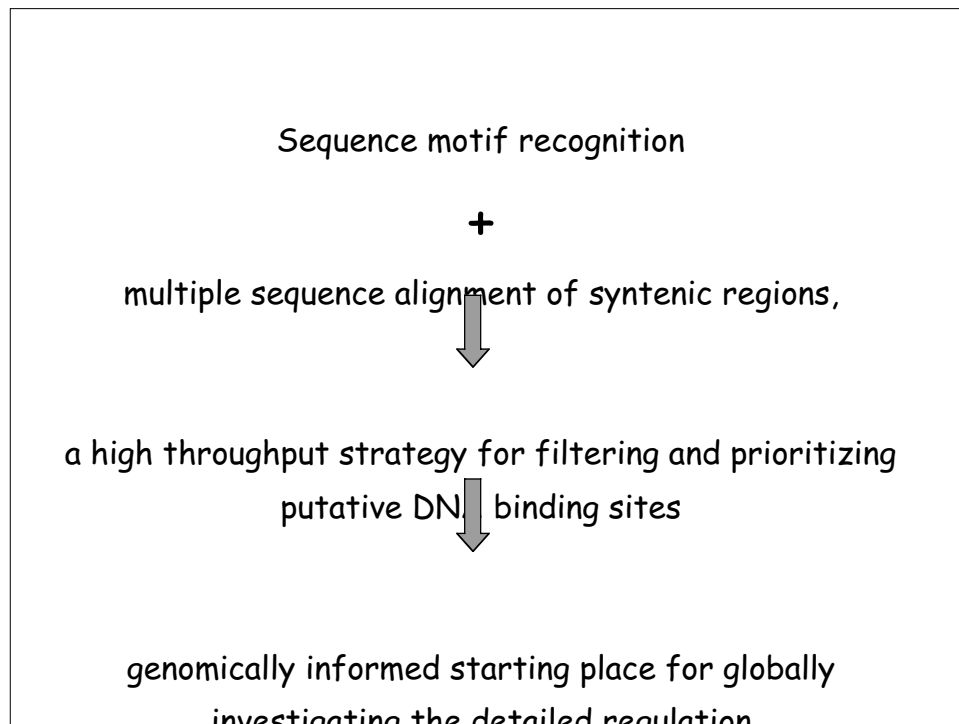 Sequence motif recognition
+
multiple sequence alignment of syntenic regions,
a high throughput strategy for filtering and prioritizing
putative DNA binding sites
genomically informed starting place for globally
investigating the detailed regulation